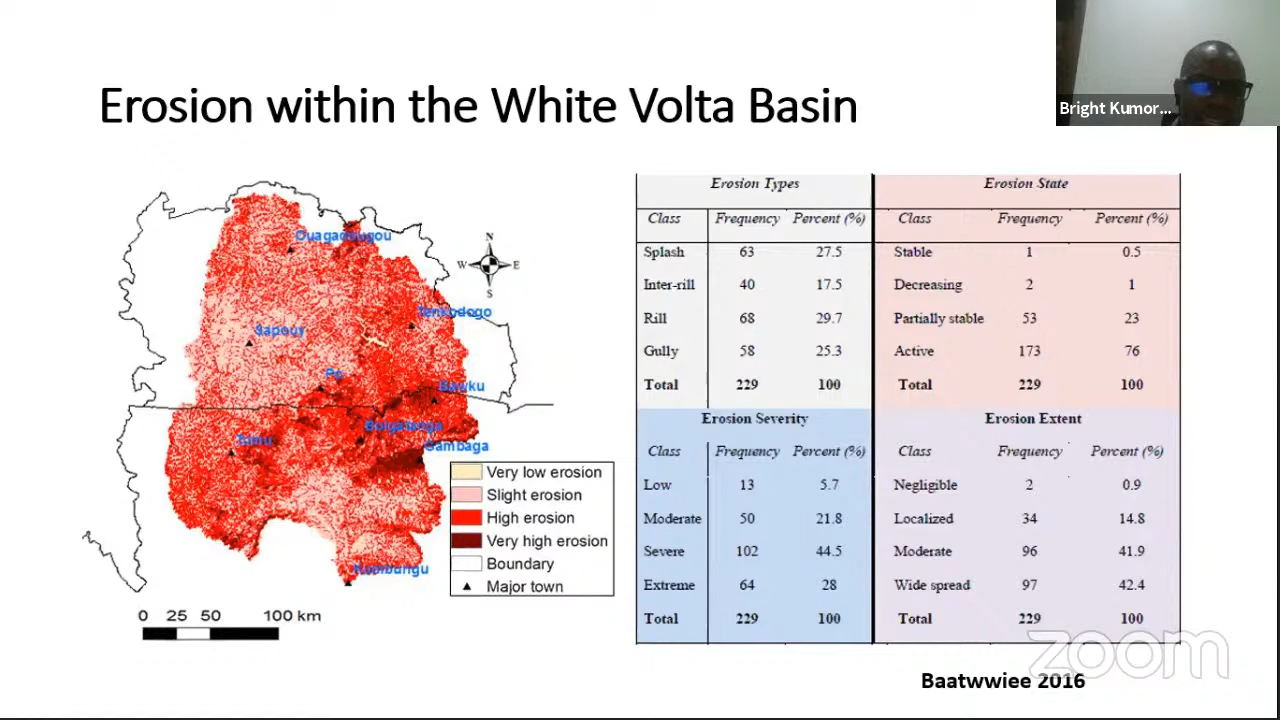 Erosion within the White Volta Basin
Bright Kumor...
Ouagadougou
Tenkodogo
Sapouy
Po
Bawku
Bolgatanga
Tumu
Gambaga
Kumbungu
N
W E
S
Very low erosion
Slight erosion
High erosion
Very high erosion
Boundary
Major town
0 25 50 100 km
Erosion Types
Class Frequency Percent (%)
Splash 63 27.5
Inter-rill 40 17.5
Rill 68 29.7
Gully 58 25.3
Total 229 100
Erosion State
Class Frequency Percent (%)
Stable 1 0.5
Decreasing 2 1
Partially stable 53 23
Active 173 76
Total 229 100
Erosion Severity
Class Frequency Percent (%)
Low 13 5.7
Moderate 50 21.8
Severe 102 44.5
Extreme 64 28
Total 229 100
Erosion Extent
Class Frequency Percent (%)
Negligible 2 0.9
Localized 34 14.8
Moderate 96 41.9
Wide spread 97 42.4
Total 229 100
zoom
Baatwwiee 2016